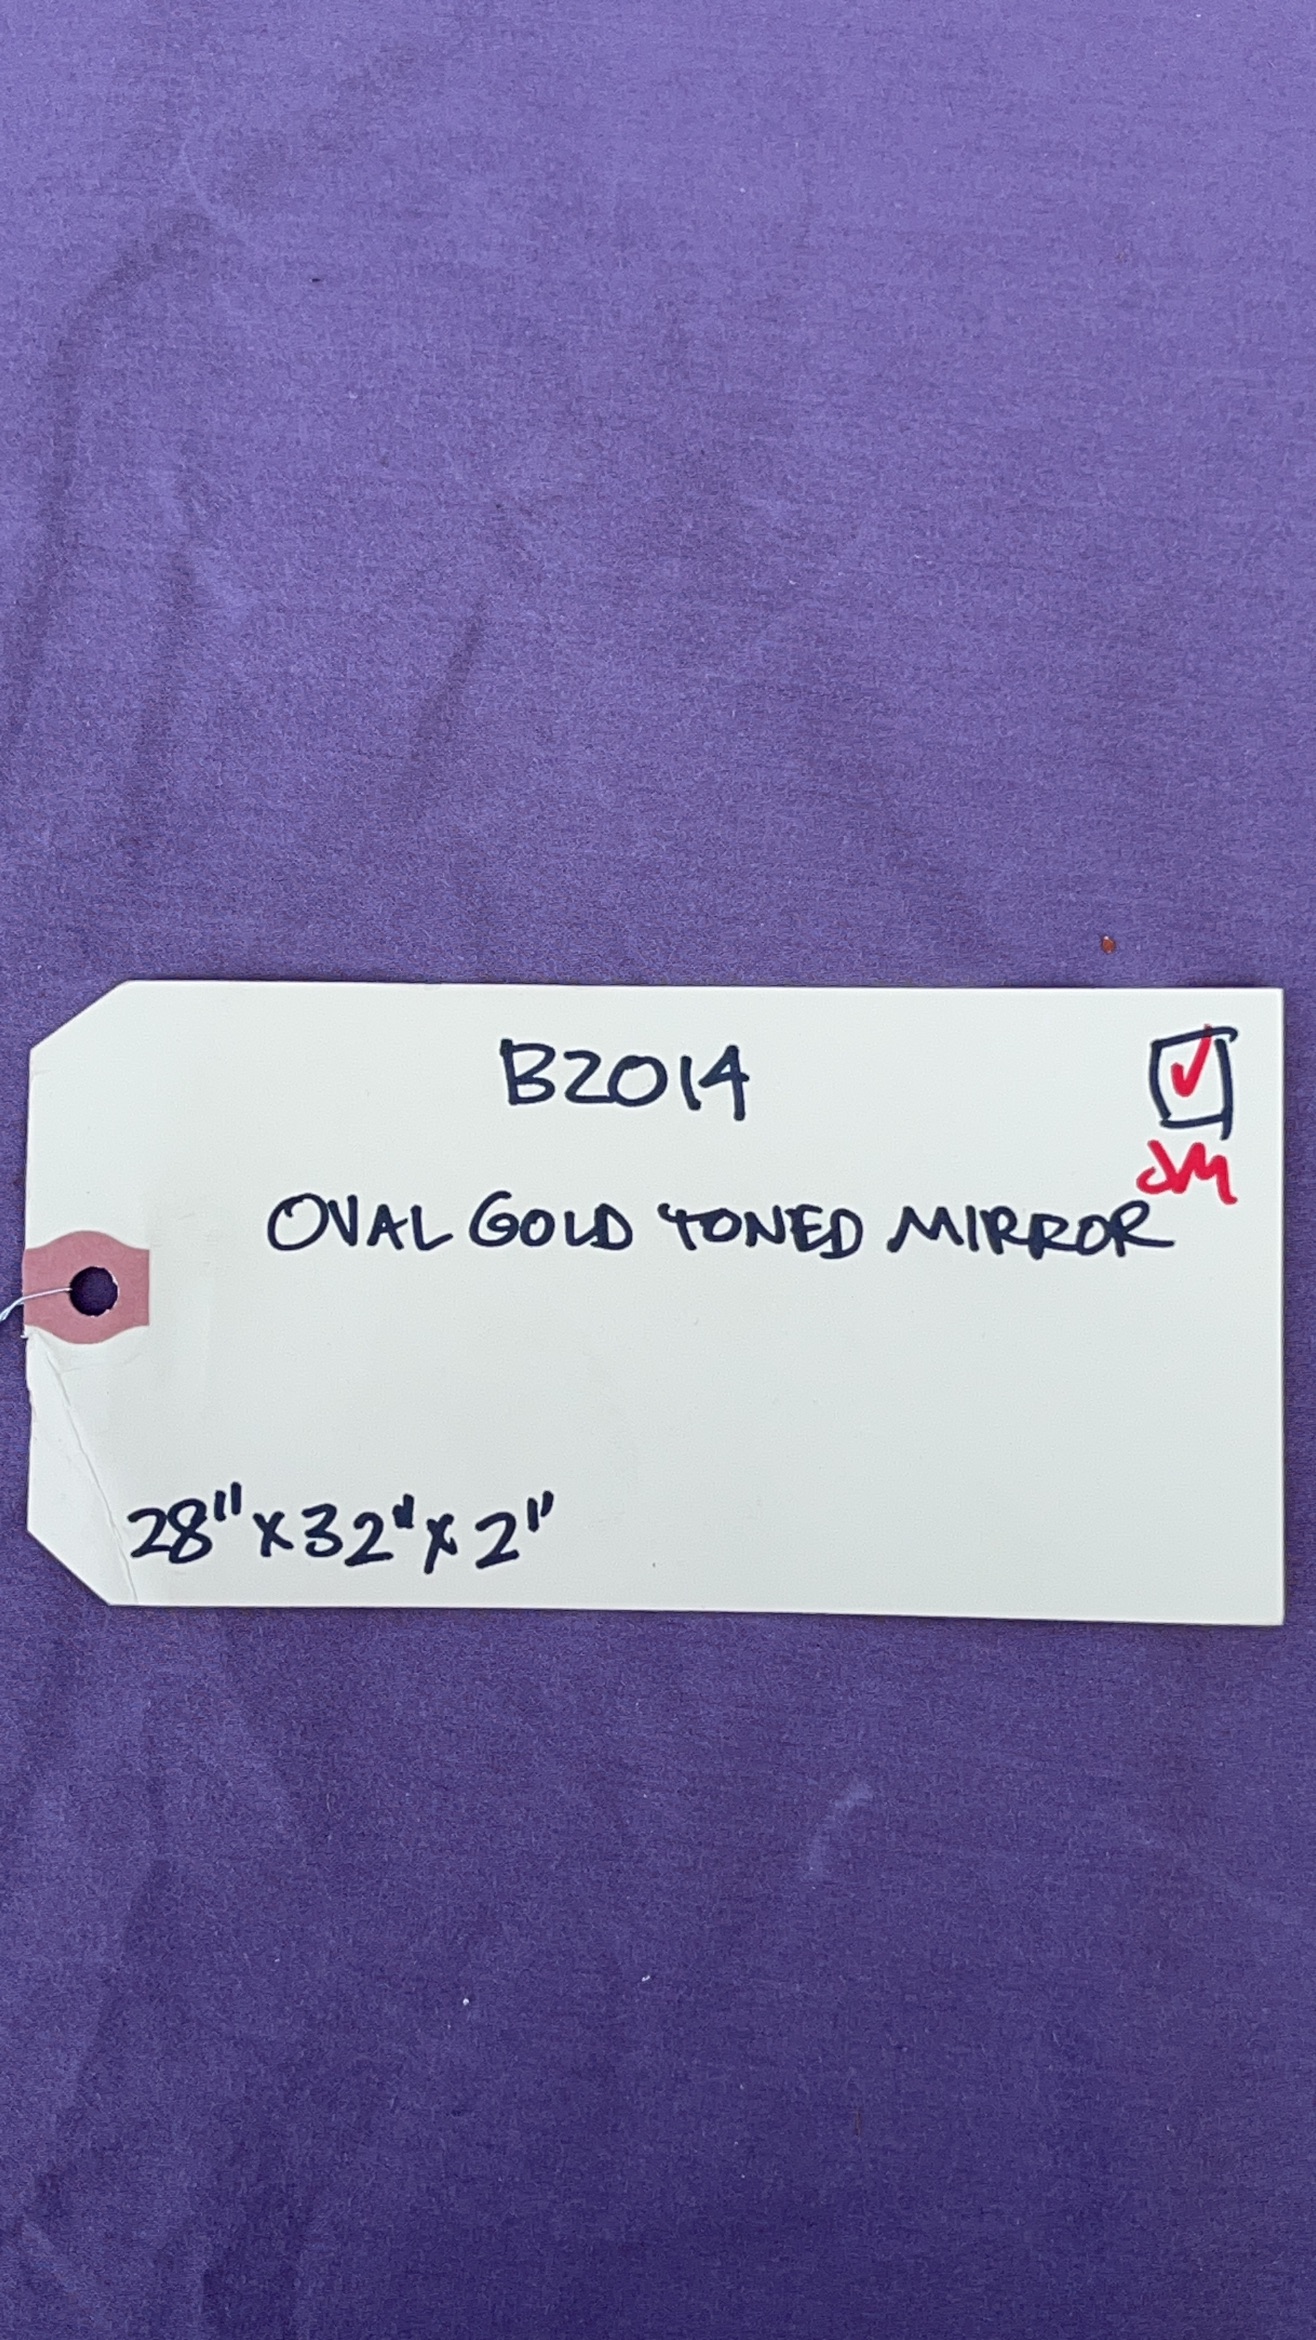 B2014
JM
OVAL GOLD TONED MIRROR
28" x 32" x 2"